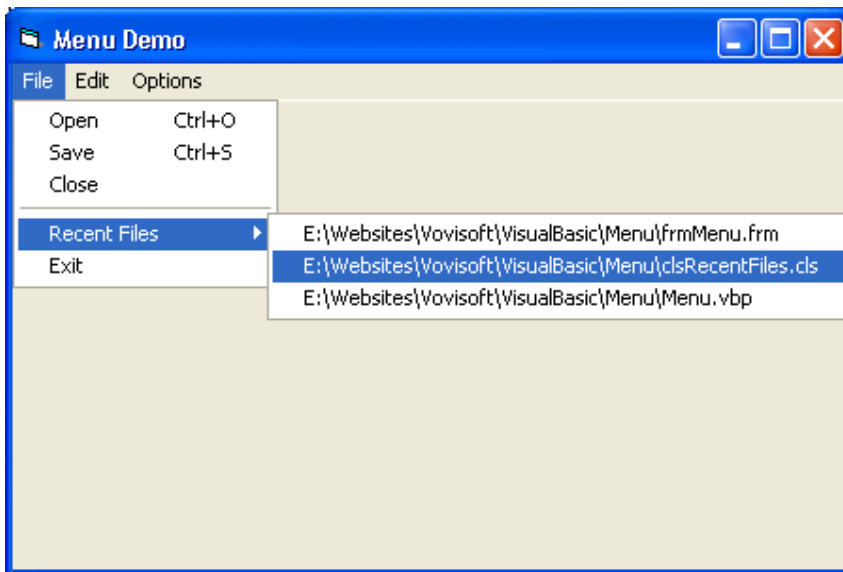 Menu Demo
File Edit Options
Open Ctrl+O
Save Ctrl+S
Close
Recent Files
Exit
E:\Websites\Vovisoft\VisualBasic\Menu\frmMenu.frm
E:\Websites\Vovisoft\VisualBasic\Menu\clsRecentFiles.cls
E:\Websites\Vovisoft\VisualBasic\Menu\Menu.vbp